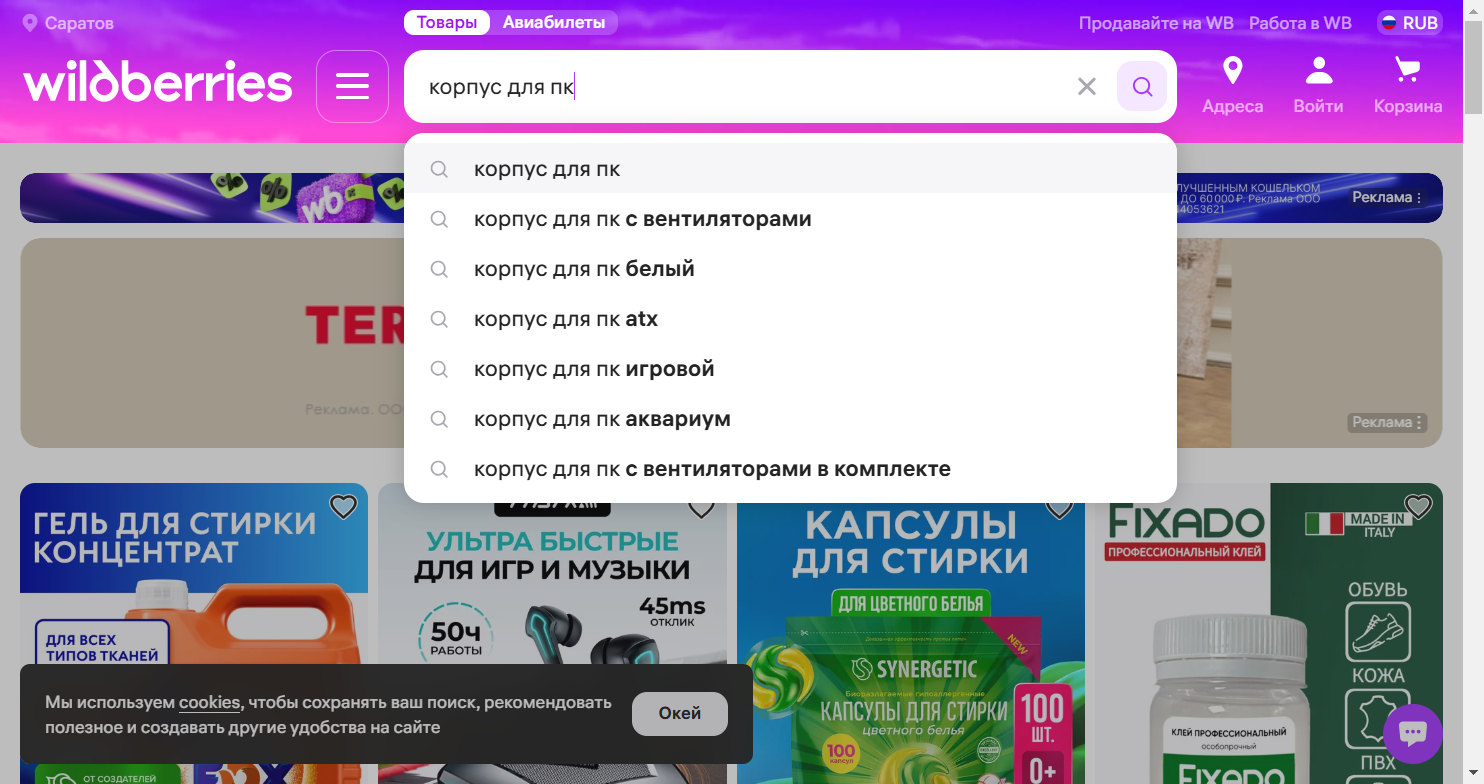 Саратов
Товары
Авиабилеты
Продавайте на WB
Работа в WB
RUB
wildberries
корпус для пк
Адреса
Войти
Корзина
корпус для пк
корпус для пк с вентиляторами
корпус для пк белый
корпус для пк atx
корпус для пк игровой
корпус для пк аквариум
корпус для пк с вентиляторами в комплекте
%
%
wb
%
ЛУЧШЕННЫМ КОШЕЛЬКОМ
ДО 60 000 ₽. Реклама ООО
14053621
Реклама
TER
Реклама. ОО
Реклама
ГЕЛЬ ДЛЯ СТИРКИ
КОНЦЕНТРАТ
ДЛЯ ВСЕХ
ТИПОВ ТКАНЕЙ
ОТ СОЗДАТЕЛЕЙ
УЛЬТРА БЫСТРЫЕ
ДЛЯ ИГР И МУЗЫКИ
50ч
РАБОТЫ
45ms
ОТКЛИК
КАПСУЛЫ
ДЛЯ СТИРКИ
ДЛЯ ЦВЕТНОГО БЕЛЬЯ
NEW
SYNERGETIC
Биоразлагаемые гипоаллергенные
КАПСУЛЫ ДЛЯ СТИРКИ
цветного белья
100
капсул
100
ШТ.
0+
FIXADO
ПРОФЕССИОНАЛЬНЫЙ КЛЕЙ
MADE IN
ITALY
ОБУВЬ
КОЖА
ПВХ
КЛЕЙ ПРОФЕССИОНАЛЬНЫЙ
особопрочный
FIXADO
Мы используем cookies, чтобы сохранять ваш поиск, рекомендовать
полезное и создавать другие удобства на сайте
Окей